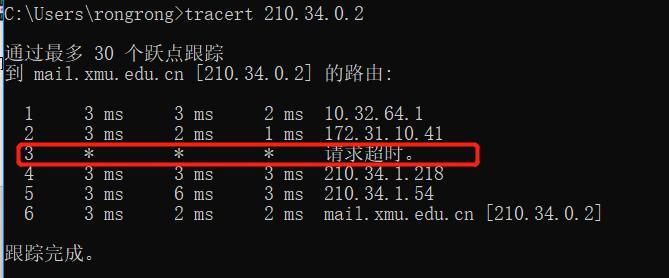 C:\Users\rongrong>tracert 210.34.0.2
通过最多 30 个跃点跟踪
到 mail.xmu.edu.cn [210.34.0.2] 的路由:
1 3 ms 3 ms 2 ms 10.32.64.1
2 3 ms 2 ms 1 ms 172.31.10.41
3 * * * 请求超时。
4 3 ms 3 ms 3 ms 210.34.1.218
5 3 ms 6 ms 3 ms 210.34.1.54
6 3 ms 2 ms 2 ms mail.xmu.edu.cn [210.34.0.2]
跟踪完成。